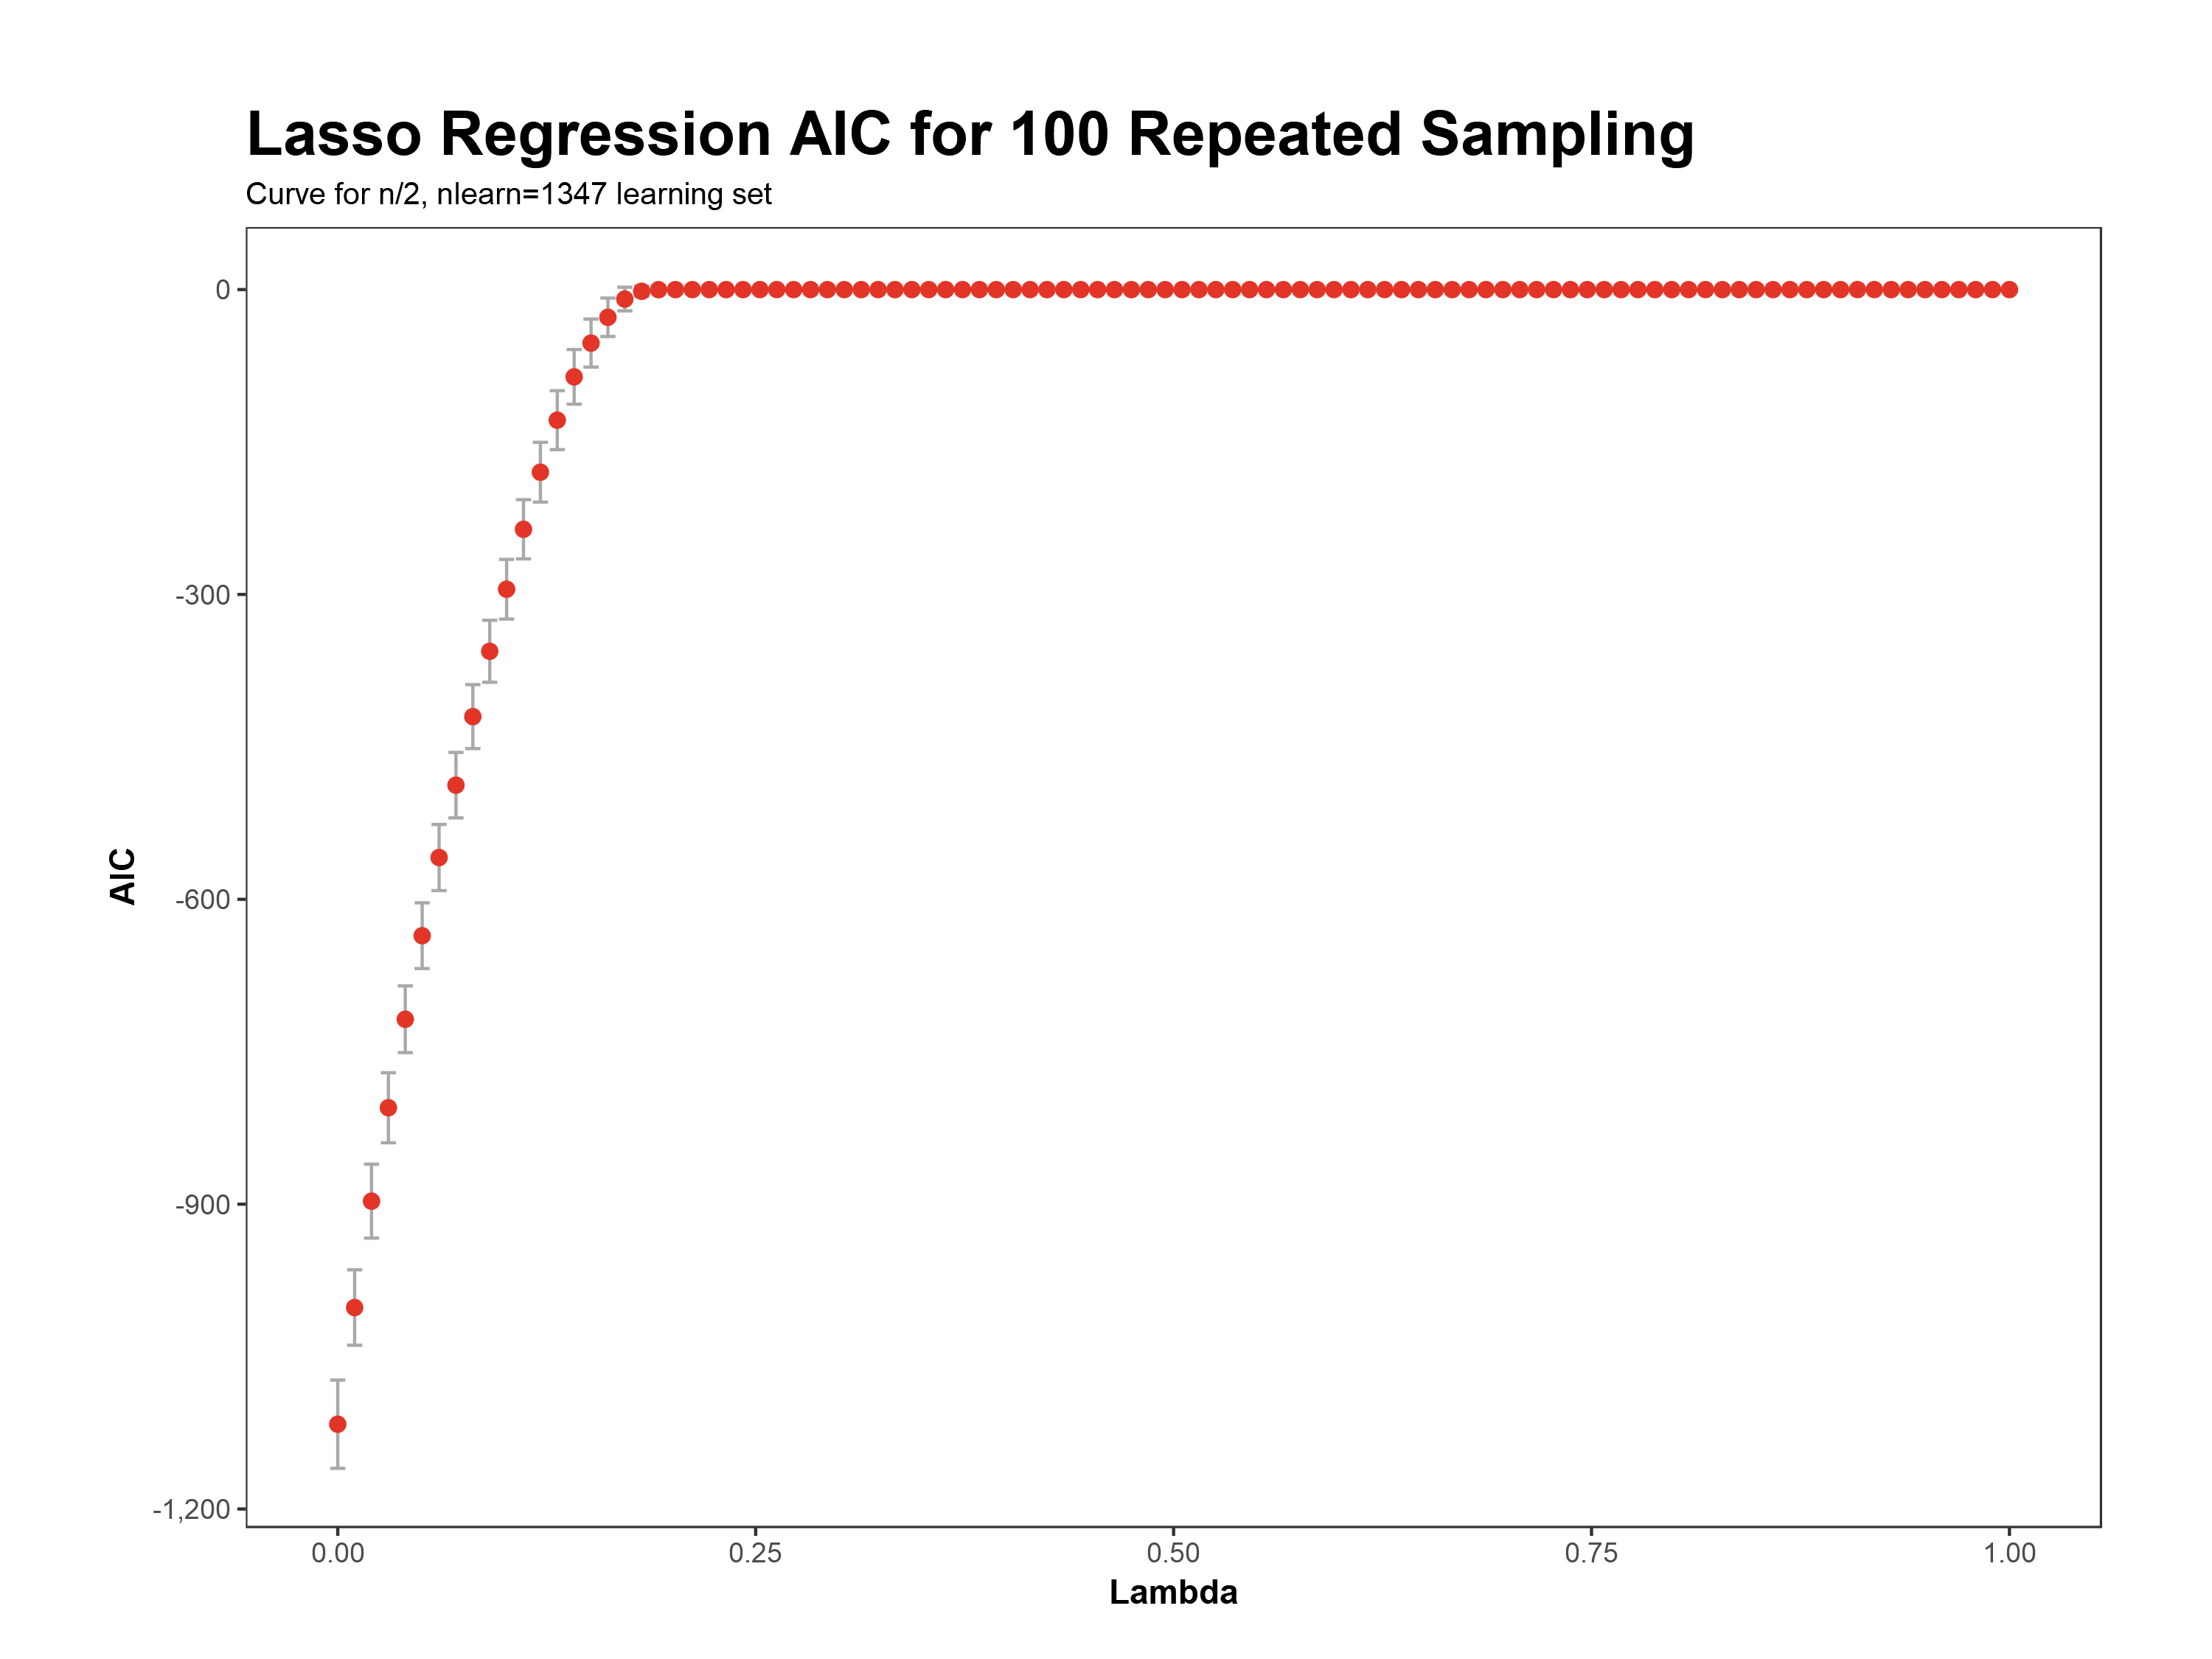 Lasso Regression AIC for 100 Repeated Sampling
Curve for n/2, nlearn=1347 learning set
AIC
0
-300
-600
-900
-1,200
0.00
0.25
0.50
0.75
1.00
Lambda